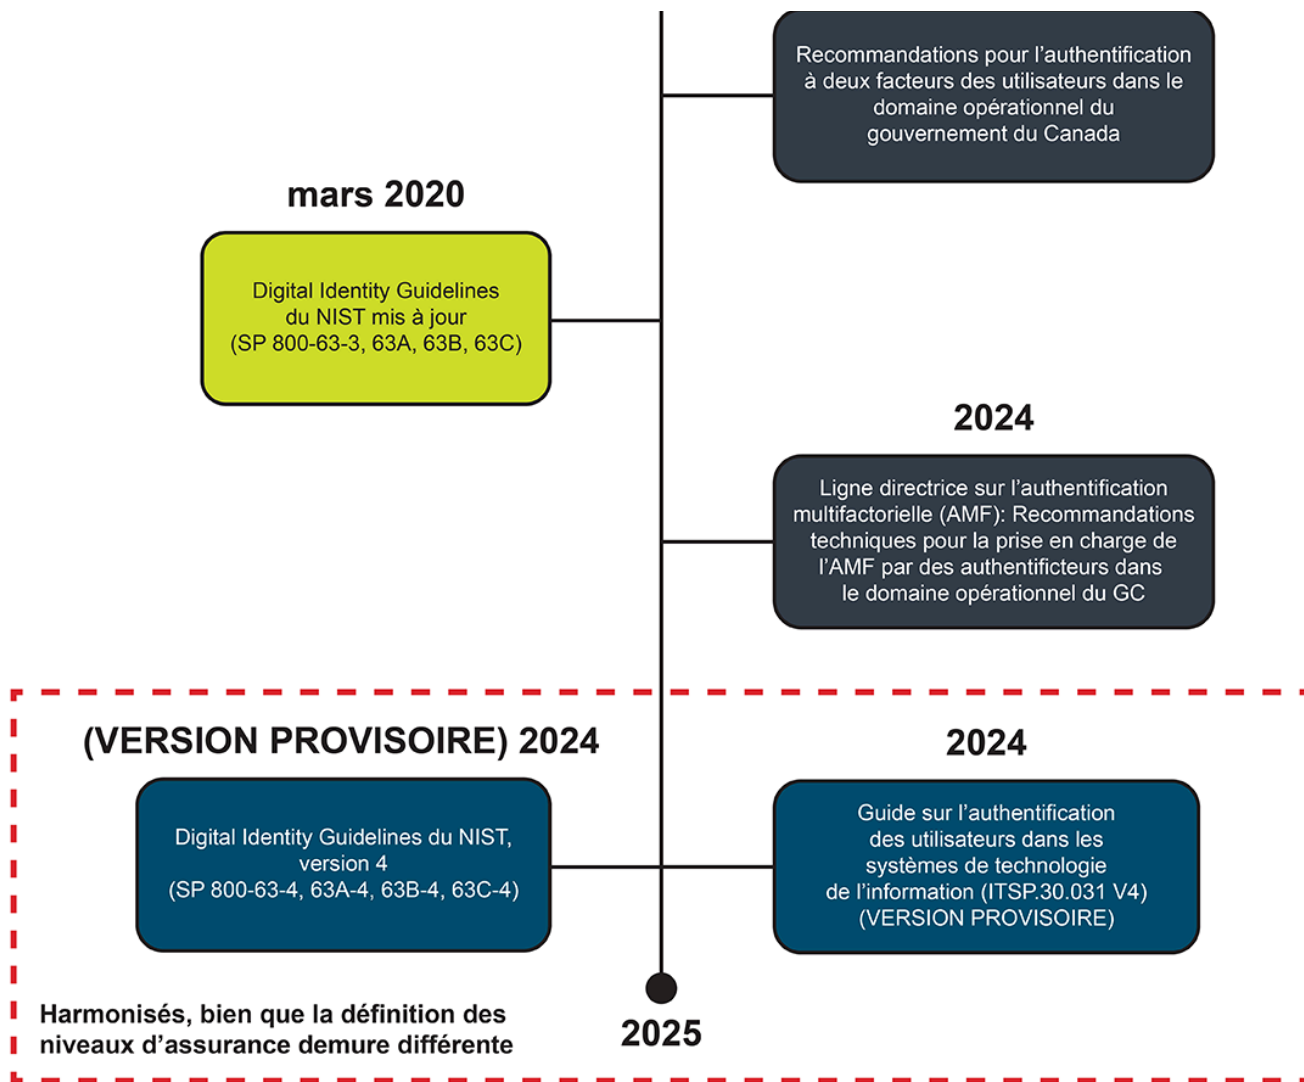 Recommandations pour l’authentification
à deux facteurs des utilisateurs dans le
domaine opérationnel du
gouvernement du Canada
mars 2020
Digital Identity Guidelines
du NIST mis à jour
(SP 800-63-3, 63A, 63B, 63C)
2024
Ligne directrice sur l’authentification
multifactorielle (AMF): Recommandations
techniques pour la prise en charge de
l’AMF par des authentificteurs dans
le domaine opérationnel du GC
(VERSION PROVISOIRE) 2024
Digital Identity Guidelines du NIST,
version 4
(SP 800-63-4, 63A-4, 63B-4, 63C-4)
2024
Guide sur l’authentification
des utilisateurs dans les
systèmes de technologie
de l’information (ITSP.30.031 V4)
(VERSION PROVISOIRE)
Harmonisés, bien que la définition des
niveaux d’assurance demure différente
2025